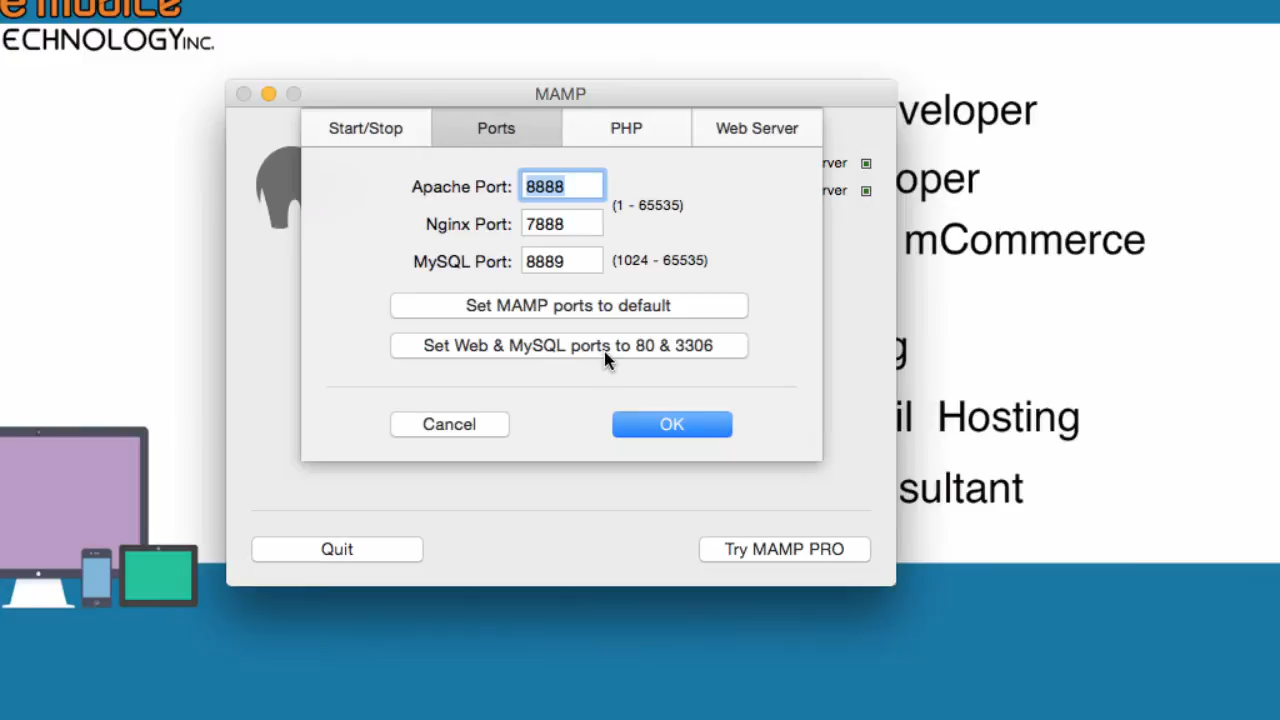 ECHNOLOGY INC.
MAMP
Start/Stop
Ports
PHP
Web Server
Apache Port: 8888
(1 - 65535)
Nginx Port: 7888
MySQL Port: 8889 (1024 - 65535)
Set MAMP ports to default
Set Web & MySQL ports to 80 & 3306
Cancel
OK
Quit
Try MAMP PRO
rver
rver
veloper
oper
mCommerce
g
il Hosting
sultant